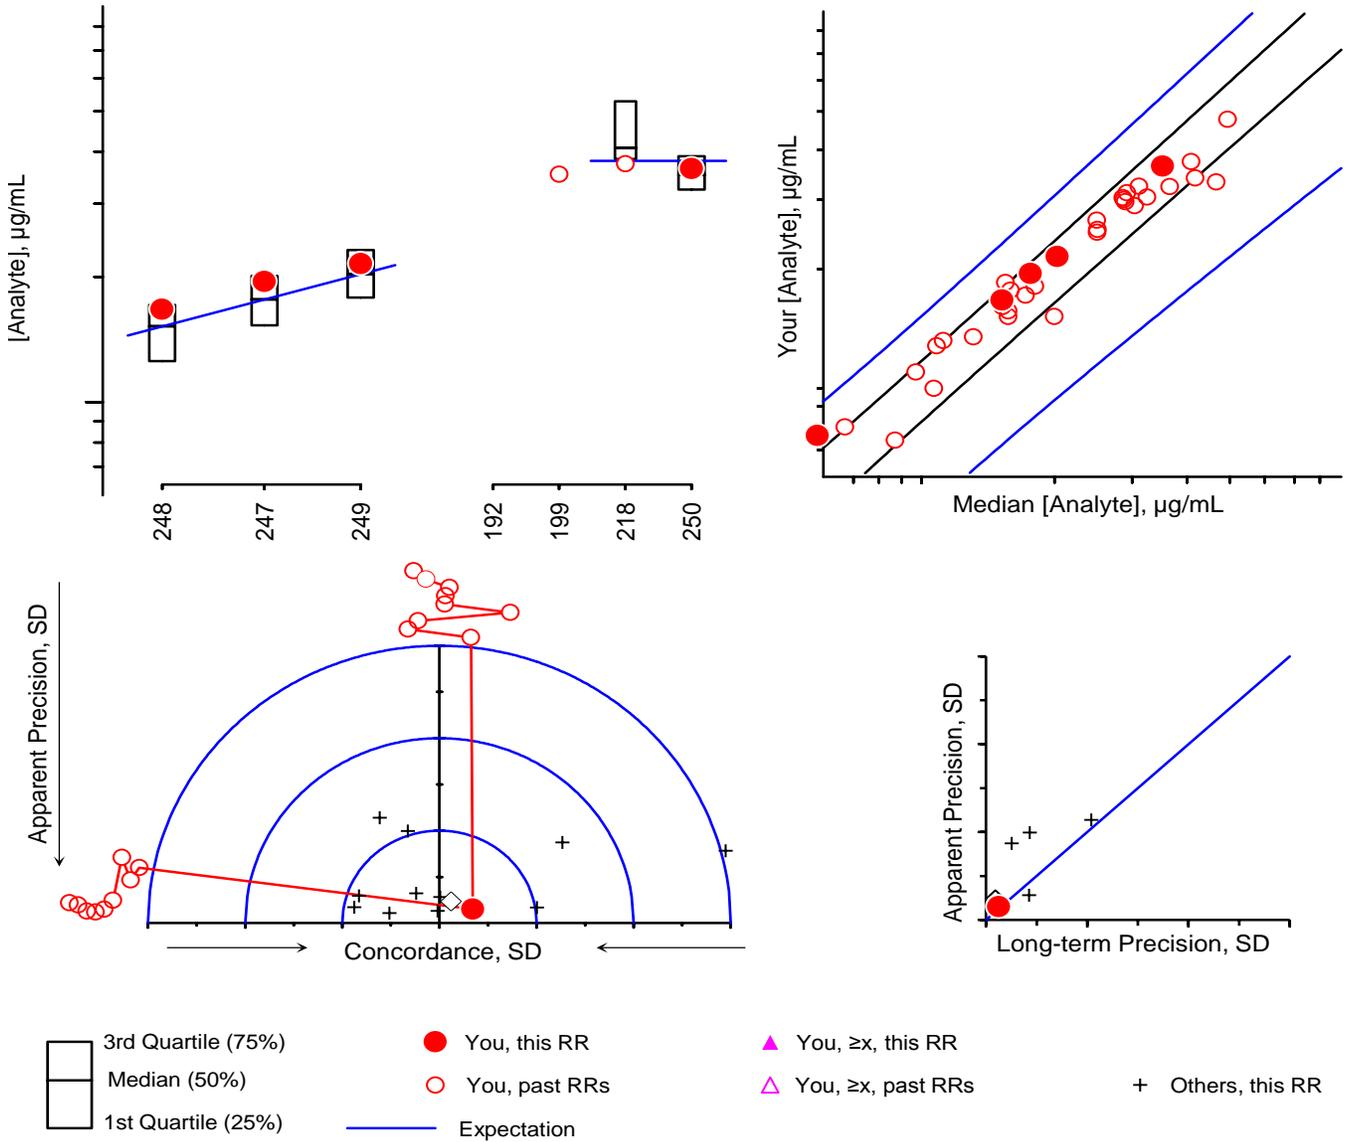 [Analyte], µg/mL
248
247
249
192
199
218
250
Your [Analyte], µg/mL
Median [Analyte], µg/mL
Apparent Precision, SD
Concordance, SD
Apparent Precision, SD
Long-term Precision, SD
3rd Quartile (75%)
Median (50%)
1st Quartile (25%)
You, this RR
You, past RRs
Expectation
You, ≥x, this RR
You, ≥x, past RRs
Others, this RR